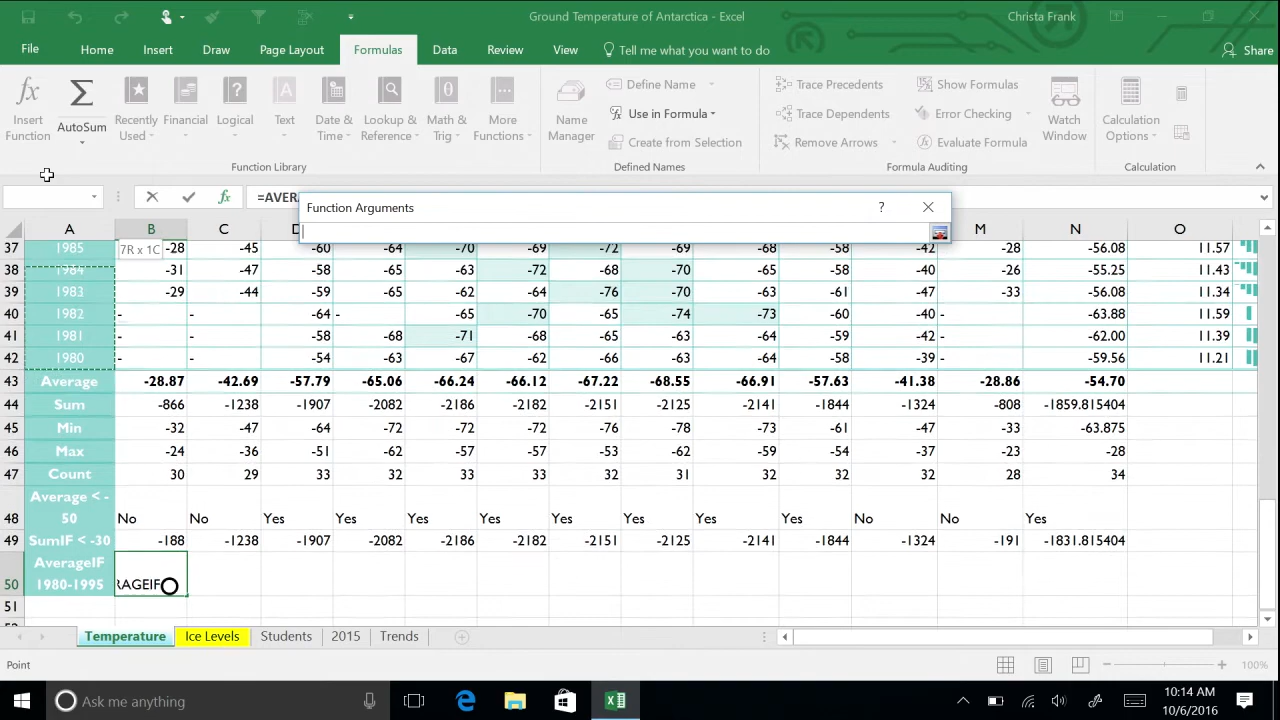 Ground Temperature of Antarctica - Excel
Christa Frank
File
Home
Insert
Draw
Page Layout
Formulas
Data
Review
View
Tell me what you want to do
Share
fx
Insert
Function
Σ
AutoSum
Recently
Used
Financial
Logical
Text
Date &
Time
Lookup &
Reference
Math &
Trig
More
Functions
Function Library
Name
Manager
Define Name
Use in Formula
Create from Selection
Defined Names
Trace Precedents
Trace Dependents
Remove Arrows
Show Formulas
Error Checking
Evaluate Formula
Formula Auditing
Watch
Window
Calculation
Options
Calculation
fx
=AVERA
Function Arguments
?
A B C D M N O
37 1985 7R x 1C -28 -45 -60 -64 -70 -69 -72 -69 -68 -58 -42 -28 -56.08 11.57
38 1984 -31 -47 -58 -65 -63 -72 -68 -70 -65 -58 -40 -26 -55.25 11.43
39 1983 -29 -44 -59 -65 -62 -64 -76 -70 -63 -61 -47 -33 -56.08 11.34
40 1982 - - -64 - -65 -70 -65 -74 -73 -60 -40 - -63.88 11.59
41 1981 - - -58 -68 -71 -68 -65 -63 -64 -59 -42 - -62.00 11.39
42 1980 - - -54 -63 -67 -62 -66 -63 -64 -58 -39 - -59.56 11.21
43 Average -28.87 -42.69 -57.79 -65.06 -66.24 -66.12 -67.22 -68.55 -66.91 -57.63 -41.38 -28.86 -54.70
44 Sum -866 -1238 -1907 -2082 -2186 -2182 -2151 -2125 -2141 -1844 -1324 -808 -1859.815404
45 Min -32 -47 -64 -72 -72 -72 -76 -78 -73 -61 -47 -33 -63.875
46 Max -24 -36 -51 -62 -57 -57 -53 -62 -59 -54 -37 -23 -28
47 Count 30 29 33 32 33 33 32 31 32 32 32 28 34
Average < -
48 50 No No Yes Yes Yes Yes Yes Yes Yes Yes No No Yes
49 SumIF < -30 -188 -1238 -1907 -2082 -2186 -2182 -2151 -2125 -2141 -1844 -1324 -191 -1831.815404
AverageIF
50 1980-1995 RAGEIF
51
Temperature
Ice Levels
Students
2015
Trends
Point
100%
Ask me anything
10:14 AM
10/6/2016